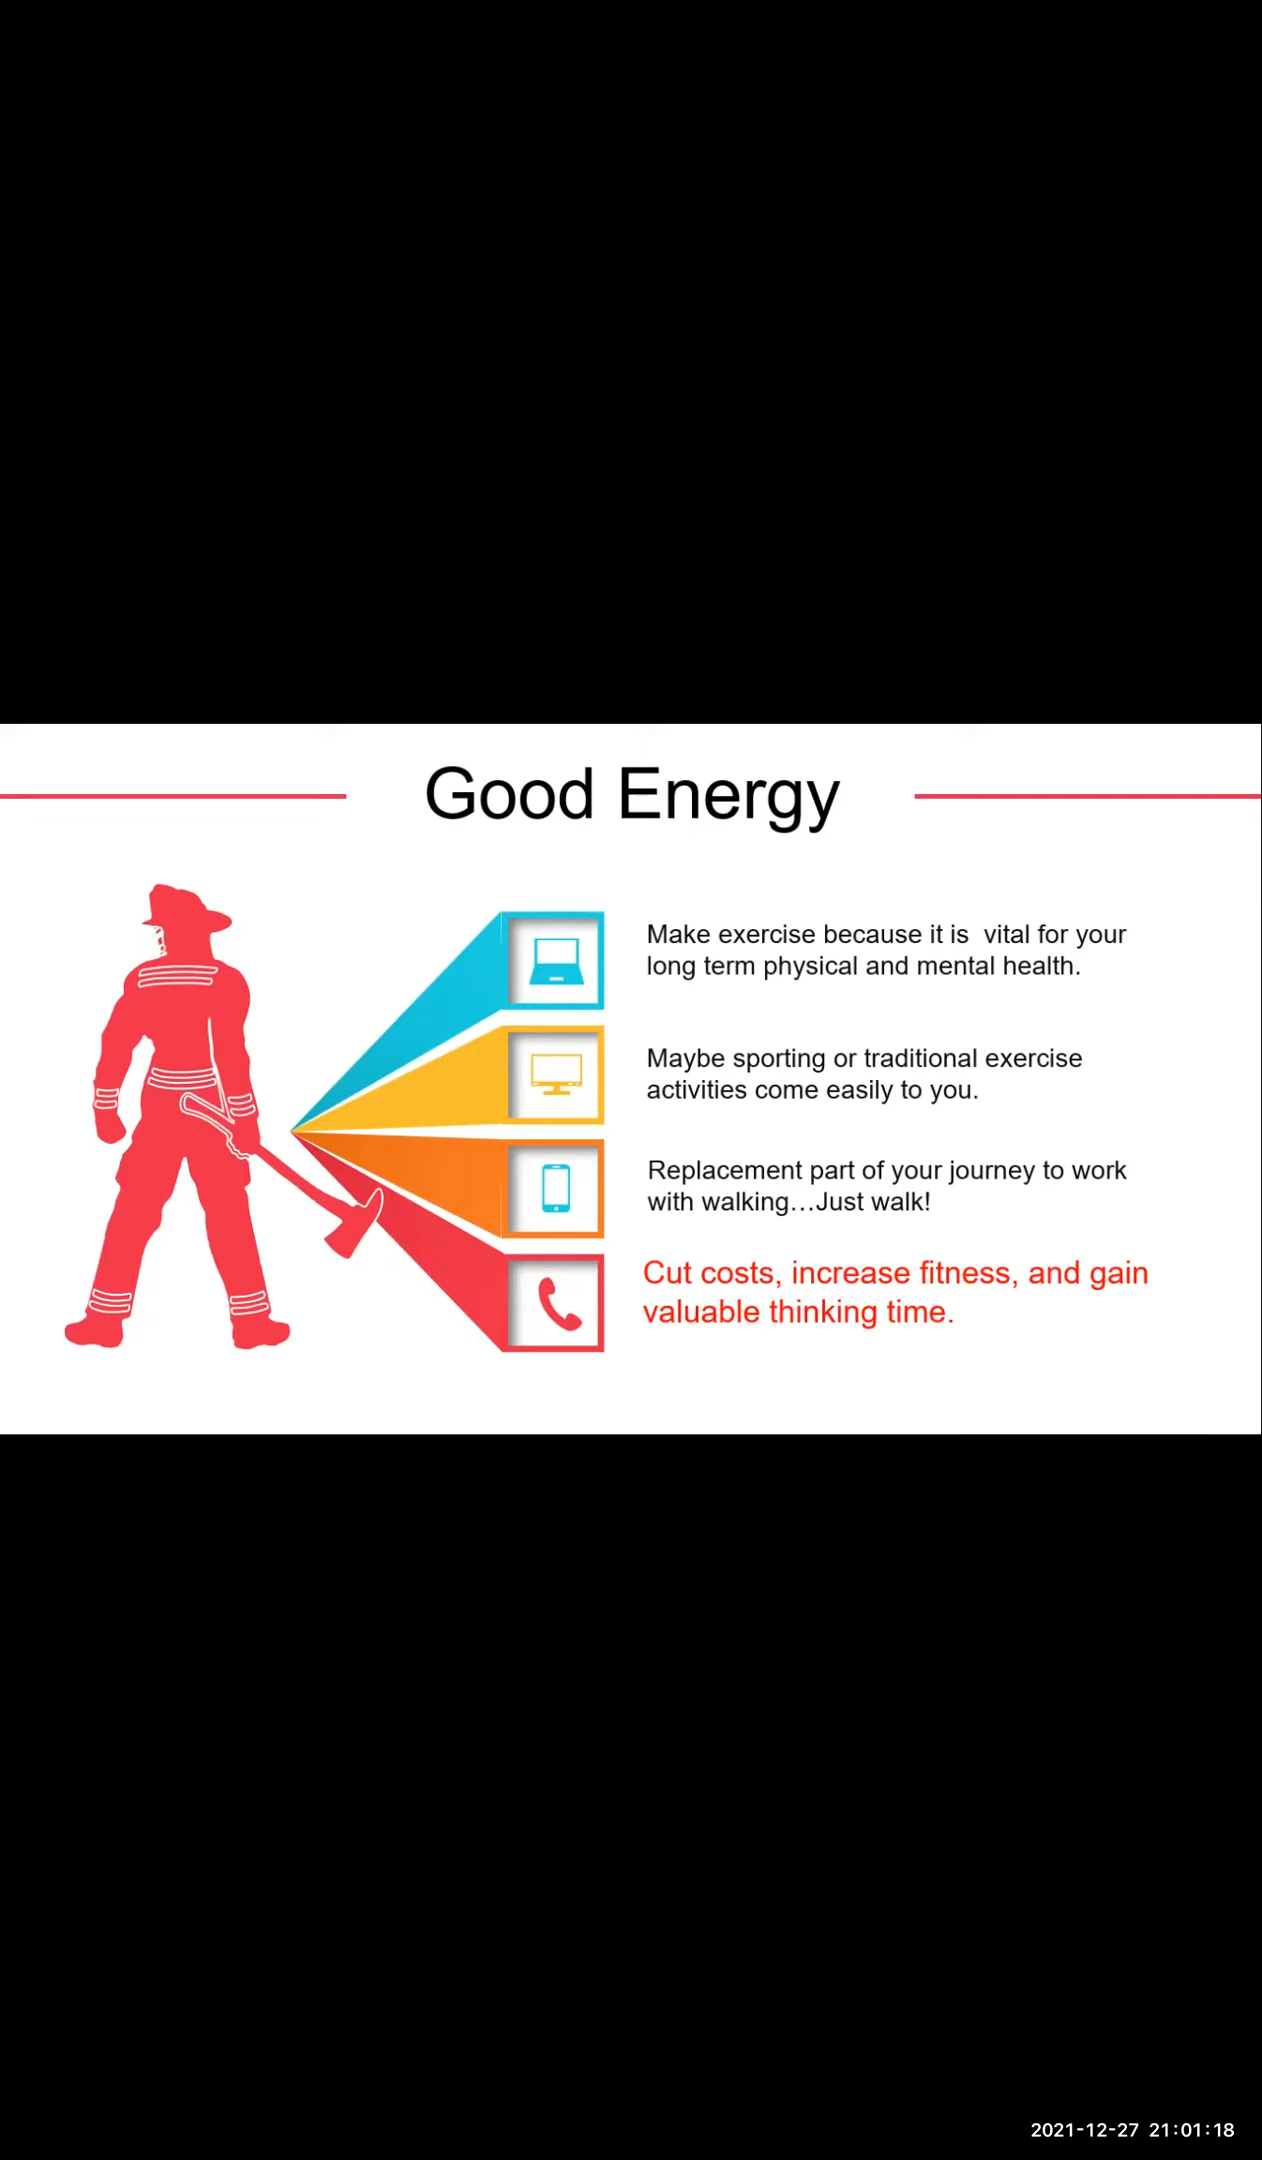 Good Energy
Make exercise because it is  vital for your
long term physical and mental health.
Maybe sporting or traditional exercise
activities come easily to you.
Replacement part of your journey to work
with walking…Just walk!
Cut costs, increase fitness, and gain
valuable thinking time.
2021-12-27 21:01:18